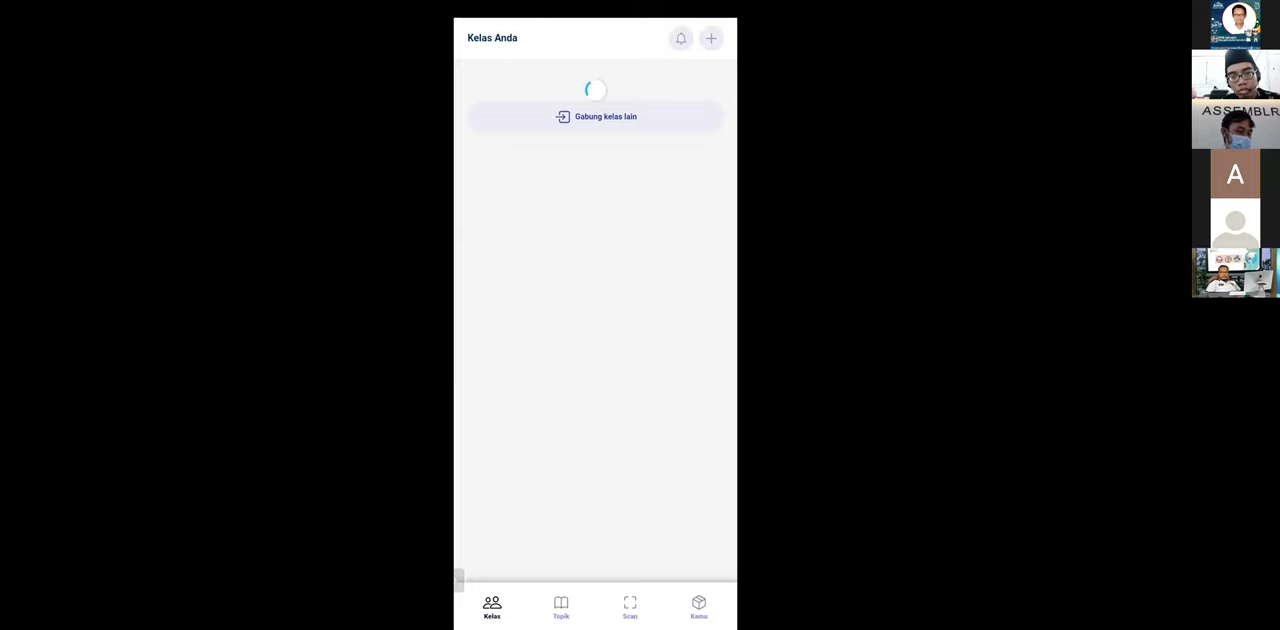 Kelas Anda
Gabung kelas lain
Kelas
Topik
Scan
Kamu
ASSEMBLR
A